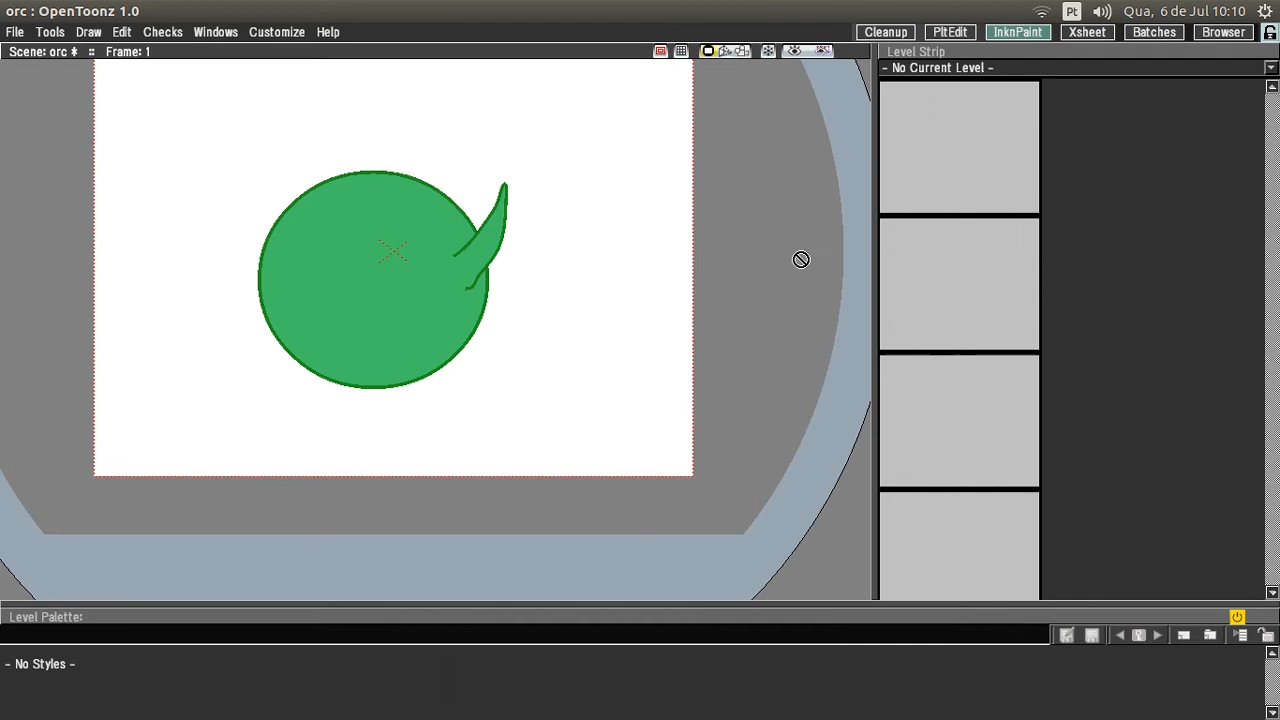 orc : OpenToonz 1.0
Pt
Qua, 6 de Jul 10:10
File Tools Draw Edit Checks Windows Customize Help
Cleanup PltEdit InknPaint Xsheet Batches Browser
Scene: orc * :: Frame: 1
Level Strip
- No Current Level -
Level Palette:
- No Styles -